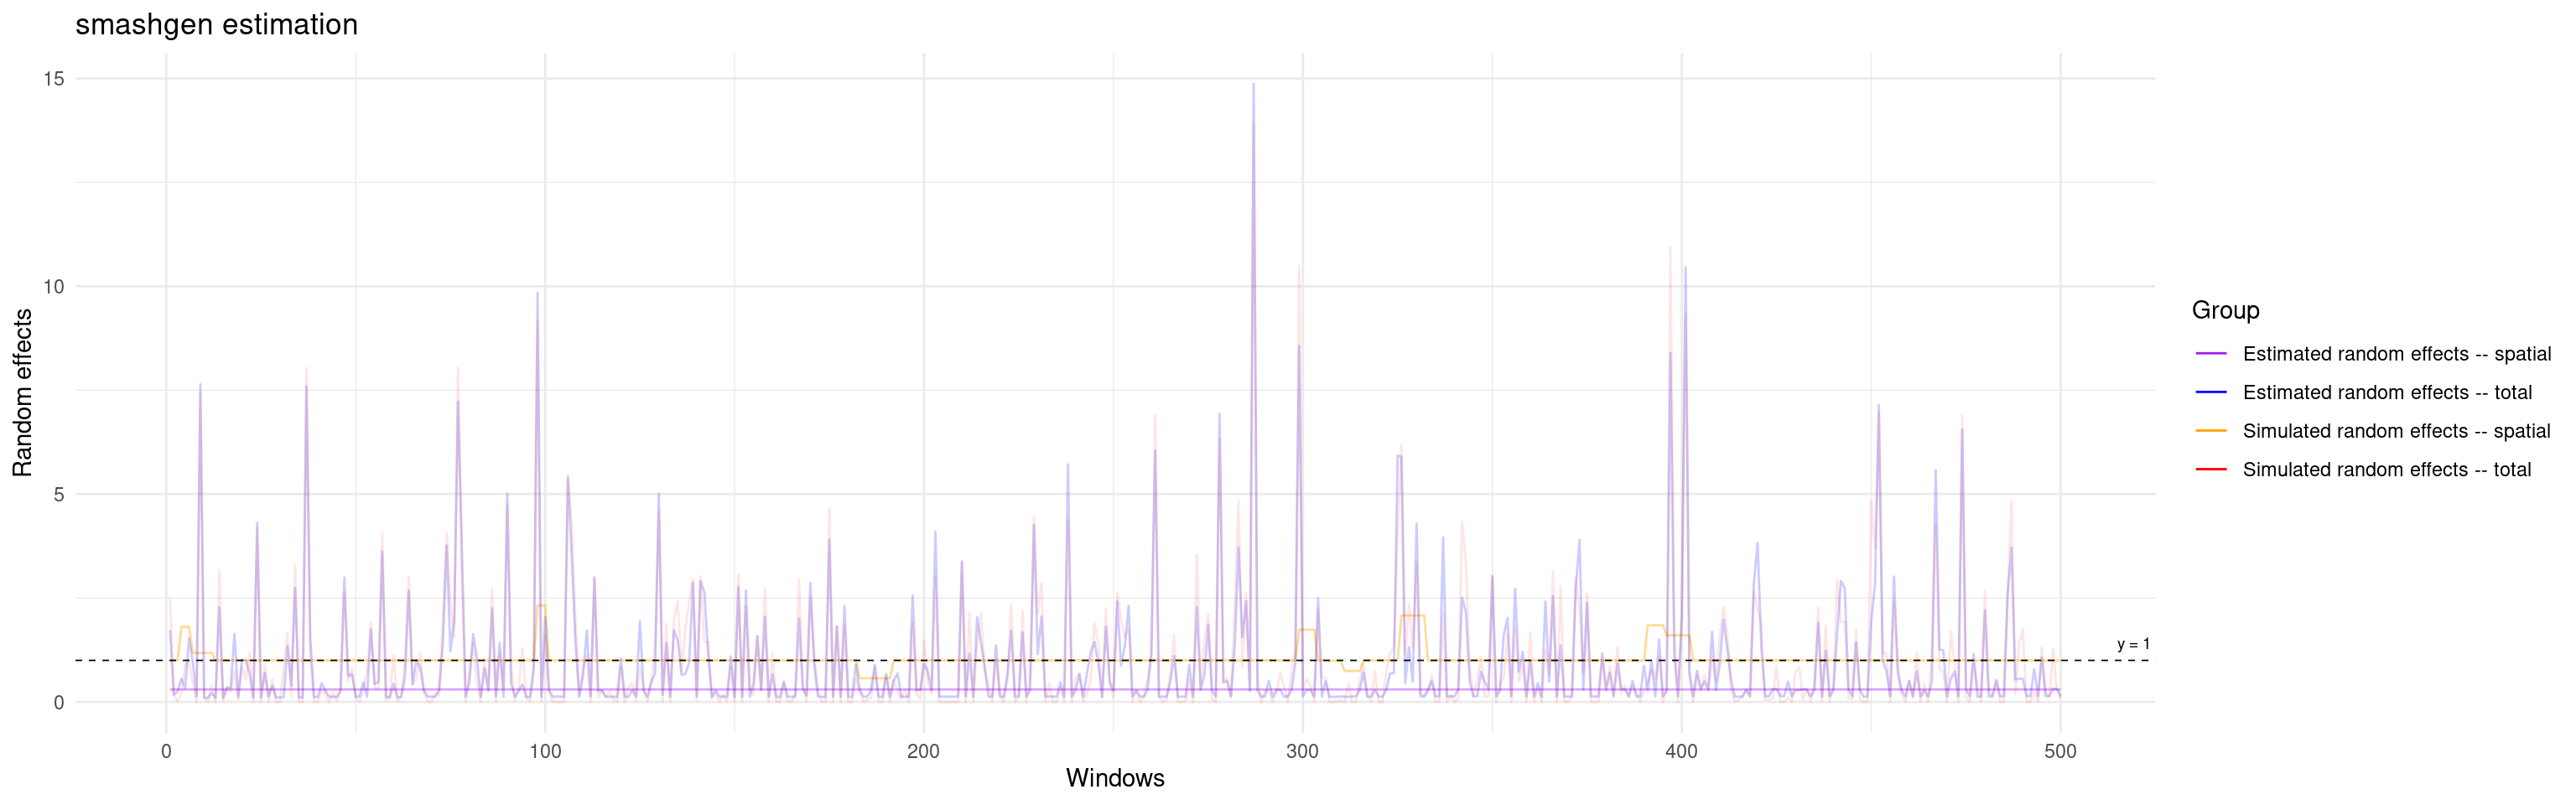 smashgen estimation
15
10
5
0
Random effects
y = 1
0
100
200
300
400
500
Windows
Group
Estimated random effects -- spatial
Estimated random effects -- total
Simulated random effects -- spatial
Simulated random effects -- total